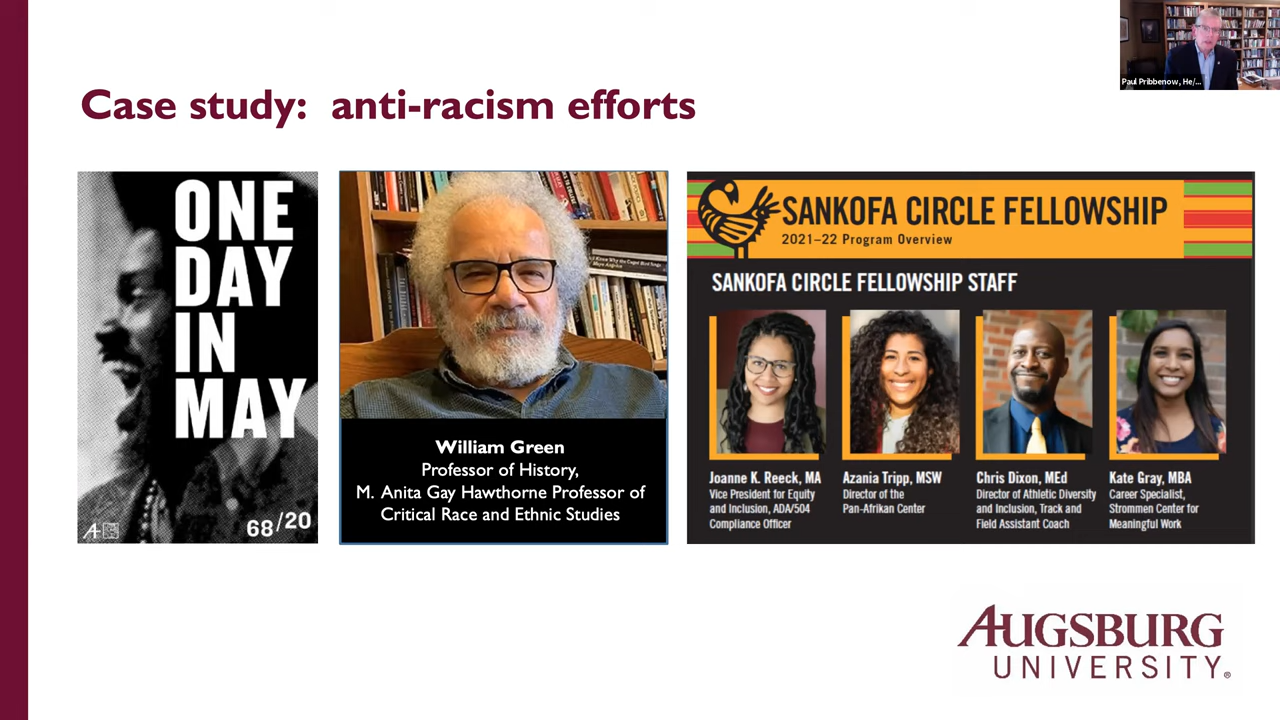 Paul Pribbenow, He/...
Case study: anti-racism efforts
ONE
DAY
IN
MAY
68/20
William Green
Professor of History,
M. Anita Gay Hawthorne Professor of
Critical Race and Ethnic Studies
SANKOFA CIRCLE FELLOWSHIP
2021–22 Program Overview
SANKOFA CIRCLE FELLOWSHIP STAFF
Joanne K. Reeck, MA
Vice President for Equity
and Inclusion, ADA/504
Compliance Officer
Azania Tripp, MSW
Director of the
Pan-Afrikan Center
Chris Dixon, MEd
Director of Athletic Diversity
and Inclusion, Track and
Field Assistant Coach
Kate Gray, MBA
Career Specialist,
Strommen Center for
Meaningful Work
AUGSBURG
UNIVERSITY®